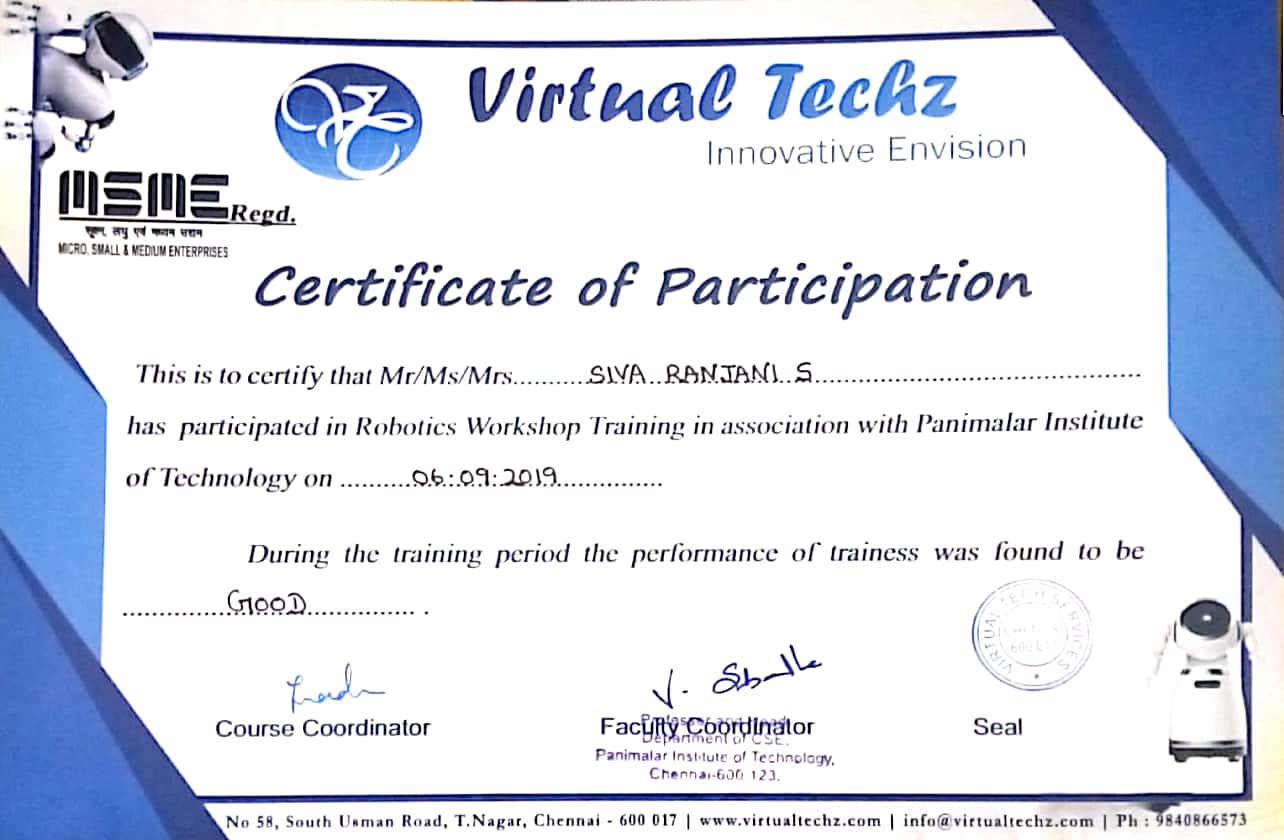 Virtual Techz
Innovative Envision
MSME Regd.
सूक्ष्म, लघु एवं मध्यम उद्यम
MICRO, SMALL & MEDIUM ENTERPRISES
Certificate of Participation
This is to certify that Mr/Ms/Mrs..........SIVA RANJANI S..........
has participated in Robotics Workshop Training in association with Panimalar Institute
of Technology on ..........06:09:2019...............
During the training period the performance of trainess was found to be
...............GOOD............... .
VIRTUAL TECH SERVICES
CHENNAI
600 017
V.
Course Coordinator
Faculty Coordinator
Seal
Professor and Head
Department of CSE,
Panimalar Institute of Technology,
Chennai-600 123.
No 58, South Usman Road, T.Nagar, Chennai - 600 017 | www.virtualtechz.com | info@virtualtechz.com | Ph : 9840866573